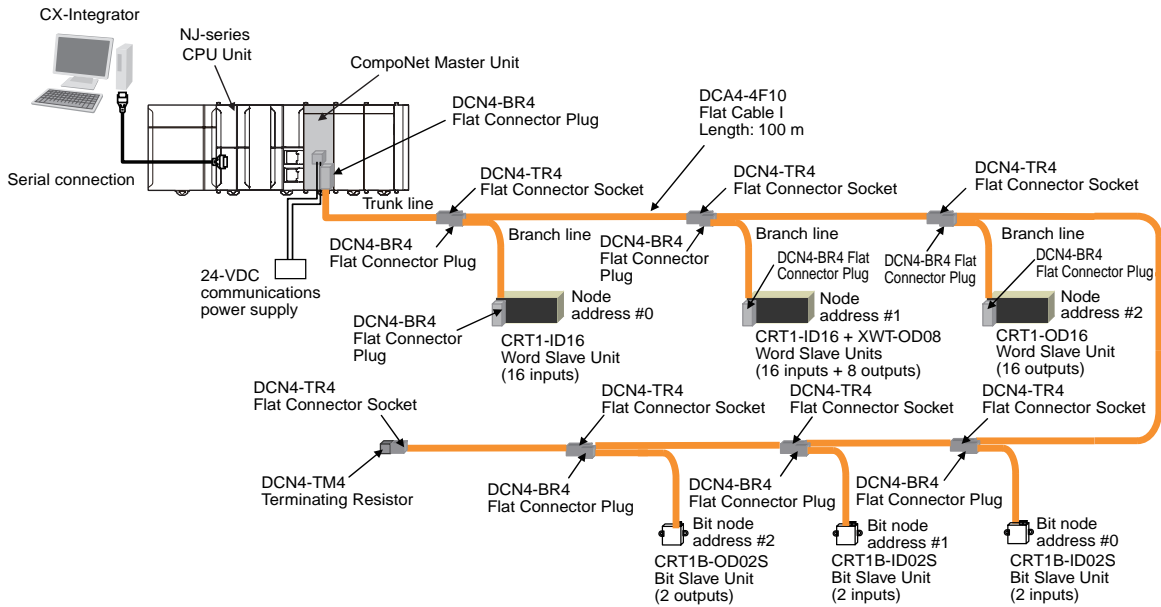 CX-Integrator
NJ-series
CPU Unit
CompoNet Master Unit
DCN4-BR4
Flat Connector Plug
DCA4-4F10
Flat Cable I
Length: 100 m
DCN4-TR4
Flat Connector Socket
DCN4-TR4
Flat Connector Socket
DCN4-TR4
Flat Connector Socket
Serial connection
Trunk line
24-VDC
communications
power supply
DCN4-BR4
Flat Connector Plug
Branch line
DCN4-BR4
Flat Connector
Plug
Branch line
DCN4-BR4 Flat
Connector Plug
DCN4-BR4 Flat
Connector Plug
Branch line
DCN4-BR4
Flat Connector Plug
DCN4-BR4
Flat Connector
Plug
Node
address #0
CRT1-ID16
Word Slave Unit
(16 inputs)
Node
address #1
CRT1-ID16 + XWT-OD08
Word Slave Units
(16 inputs + 8 outputs)
Node
address #2
CRT1-OD16
Word Slave Unit
(16 outputs)
DCN4-TR4
Flat Connector Socket
DCN4-TR4
Flat Connector Socket
DCN4-TR4
Flat Connector Socket
DCN4-TR4
Flat Connector Socket
DCN4-TM4
Terminating Resistor
DCN4-BR4
Flat Connector Plug
DCN4-BR4
Flat Connector Plug
DCN4-BR4
Flat Connector Plug
Bit node
address #2
CRT1B-OD02S
Bit Slave Unit
(2 outputs)
Bit node
address #1
CRT1B-ID02S
Bit Slave Unit
(2 inputs)
Bit node
address #0
CRT1B-ID02S
Bit Slave Unit
(2 inputs)